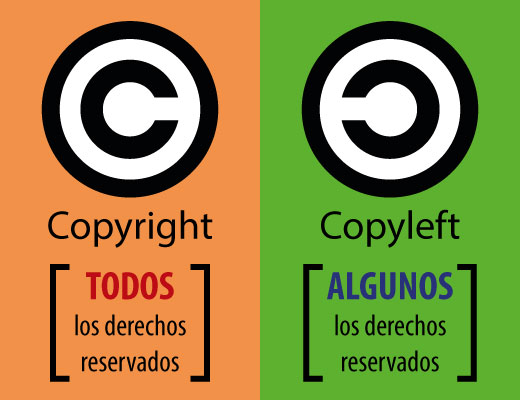 Copyright
TODOS
los derechos
reservados
Copyleft
ALGUNOS
los derechos
reservados